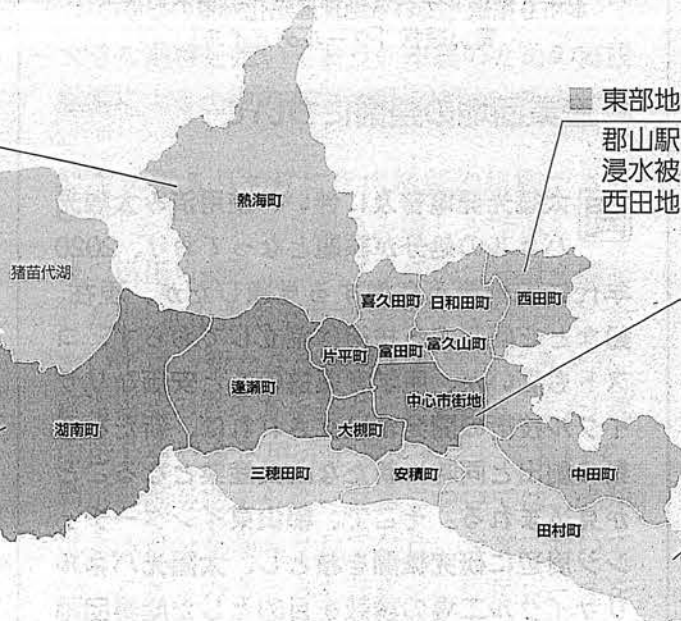 東部地
郡山駅
浸水被
西田地
熱海町
猪苗代湖
喜久田町
日和田町
西田町
片平町
富田町
富久山町
逢瀬町
中心市街地
湖南町
大槻町
三穂田町
安積町
中田町
田村町